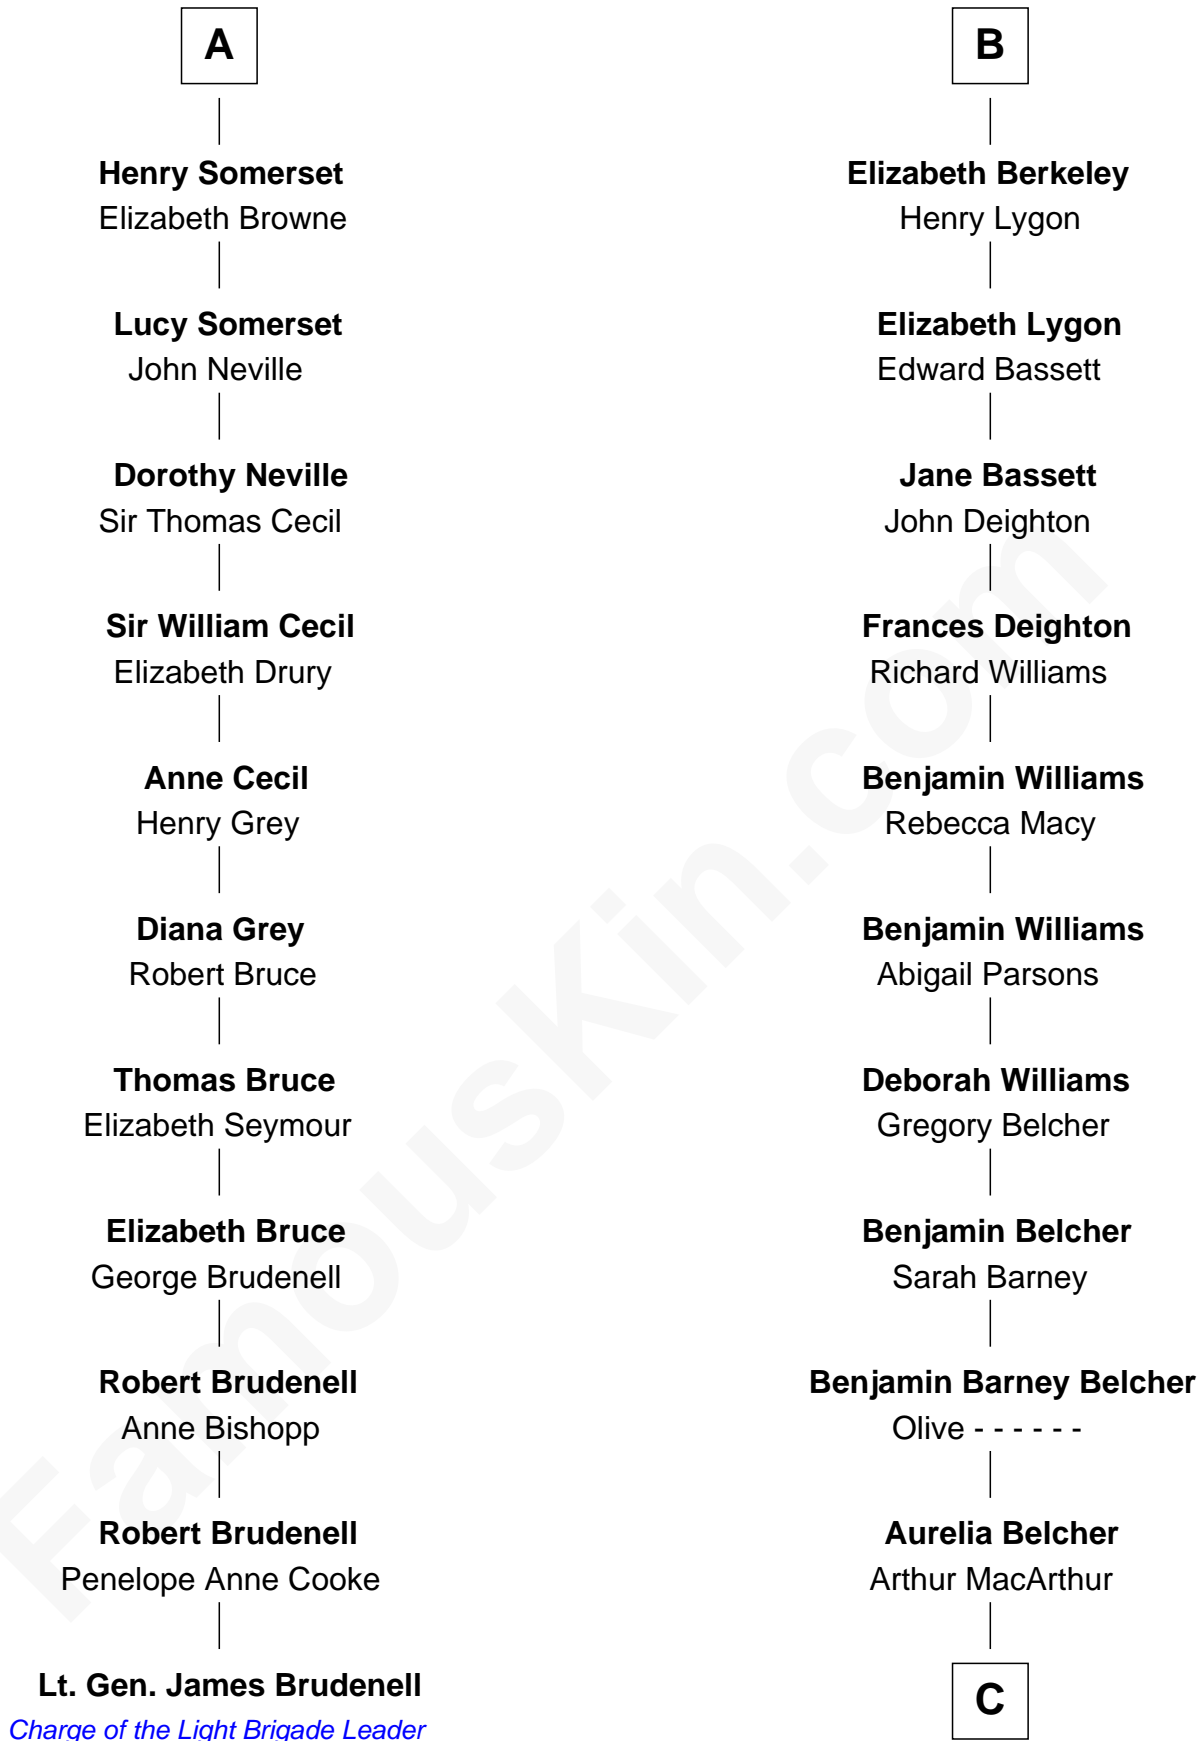 A
Henry Somerset
Elizabeth Browne
Lucy Somerset
John Neville
Dorothy Neville
Sir Thomas Cecil
Sir William Cecil
Elizabeth Drury
Anne Cecil
Henry Grey
Diana Grey
Robert Bruce
Thomas Bruce
Elizabeth Seymour
Elizabeth Bruce
George Brudenell
Robert Brudenell
Anne Bishopp
Robert Brudenell
Penelope Anne Cooke
Lt. Gen. James Brudenell
Charge of the Light Brigade Leader
B
Elizabeth Berkeley
Henry Lygon
Elizabeth Lygon
Edward Bassett
Jane Bassett
John Deighton
Frances Deighton
Richard Williams
Benjamin Williams
Rebecca Macy
Benjamin Williams
Abigail Parsons
Deborah Williams
Gregory Belcher
Benjamin Belcher
Sarah Barney
Benjamin Barney Belcher
Olive - - - - - -
Aurelia Belcher
Arthur MacArthur
C
FamousKin.com